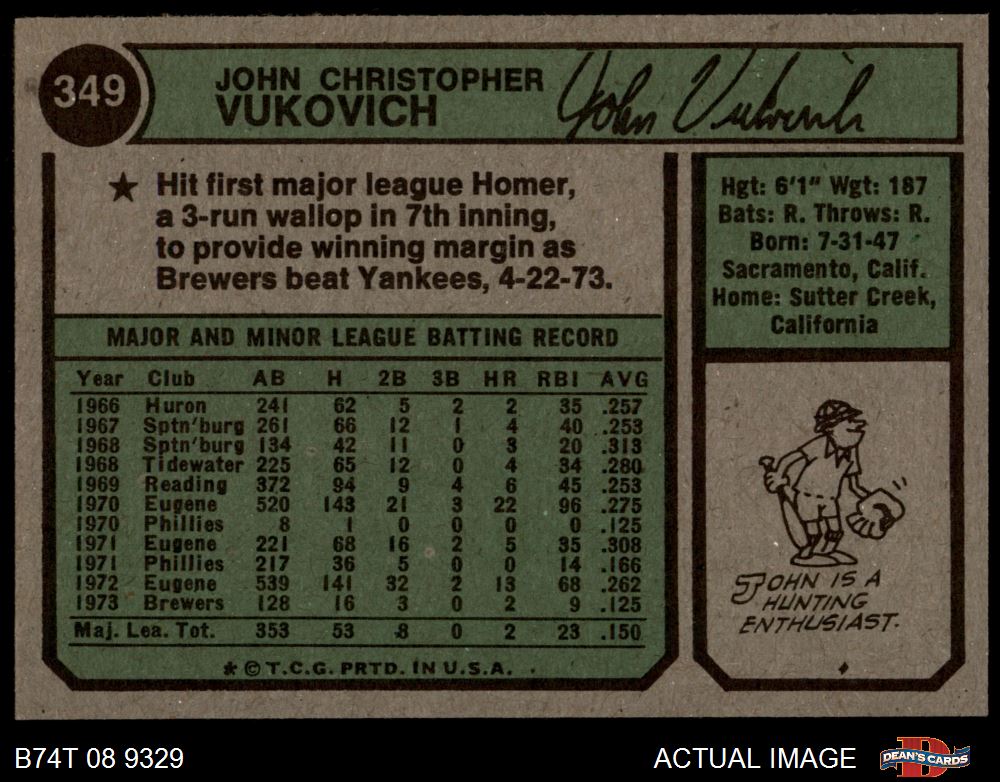 349
JOHN CHRISTOPHER
VUKOVICH
John Vukovich
★ Hit first major league Homer,
a 3-run wallop in 7th inning,
to provide winning margin as
Brewers beat Yankees, 4-22-73.
Hgt: 6'1" Wgt: 187
Bats: R. Throws: R.
Born: 7-31-47
Sacramento, Calif.
Home: Sutter Creek,
California
MAJOR AND MINOR LEAGUE BATTING RECORD
Year Club AB H 2B 3B HR RBI AVG
1966 Huron 241 62 5 2 2 35 .257
1967 Sptn'burg 261 66 12 1 4 40 .253
1968 Sptn'burg 134 42 11 0 3 20 .313
1968 Tidewater 225 65 12 0 4 34 .280
1969 Reading 372 94 9 4 6 45 .253
1970 Eugene 520 143 21 3 22 96 .275
1970 Phillies 8 1 0 0 0 0 .125
1971 Eugene 221 68 16 2 5 35 .308
1971 Phillies 217 36 5 0 0 14 .166
1972 Eugene 539 141 32 2 13 68 .262
1973 Brewers 128 16 3 0 2 9 .125
Maj. Lea. Tot. 353 53 8 0 2 23 .150
★ © T.C.G. PRTD. IN U.S.A.
JOHN IS A
HUNTING
ENTHUSIAST.
B74T 08 9329
ACTUAL IMAGE
DEAN'S CARDS